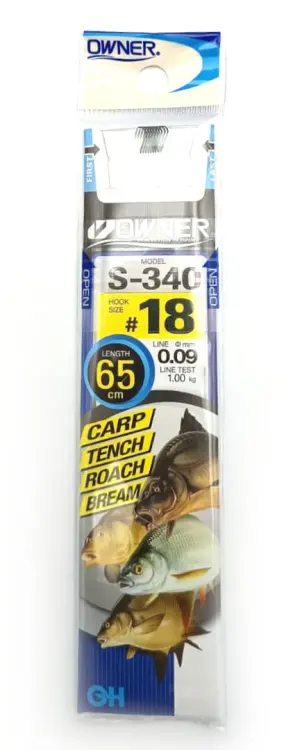 OWNER.
FIRST
OWNER
MODEL
S-340
HOOK
SIZE
#18
OPEN
OPEN
LENGTH
65
cm
LINE Φ mm
0.09
LINE TEST
1.00 kg
CARP
TENCH
ROACH
BREAM
OH